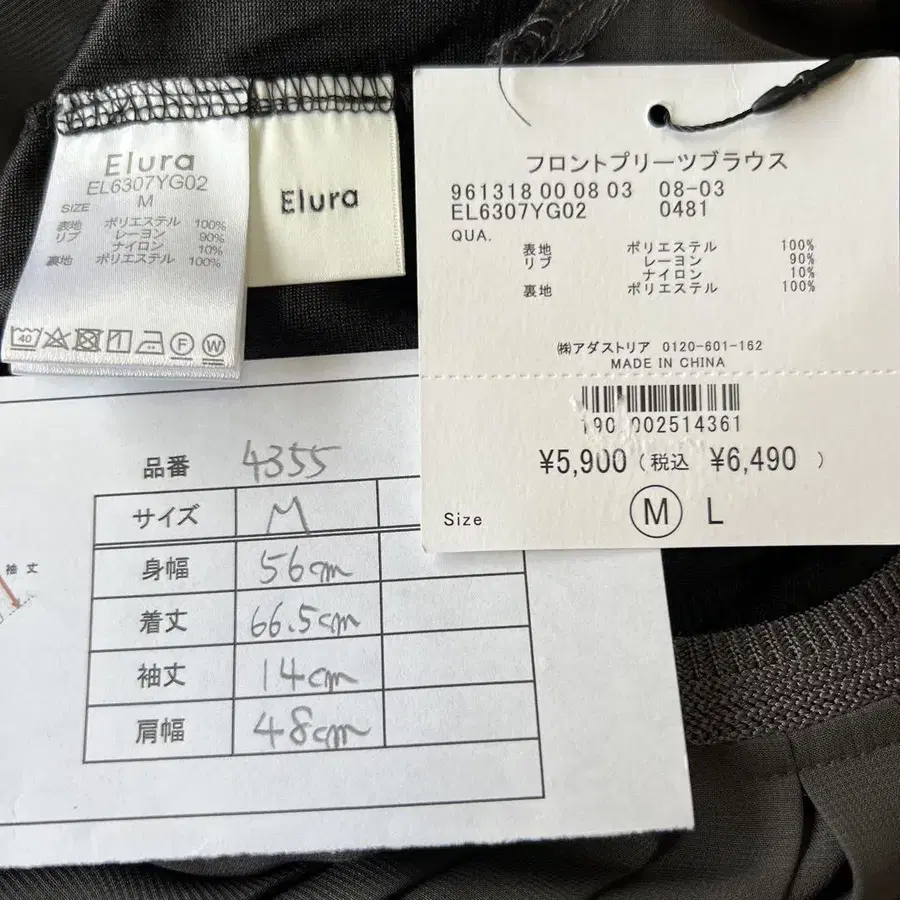 Elura
EL6307YG02
M
SIZE
表地 ポリエステル 100%
リブ レーヨン 90%
ナイロン 10%
裏地 ポリエステル 100%
40
F
W
Elura
フロントプリーツブラウス
961318 00 08 03 08-03
EL6307YG02 0481
QUA.
表地 ポリエステル 100%
リブ レーヨン 90%
ナイロン 10%
裏地 ポリエステル 100%
㈱アダストリア 0120-601-162
MADE IN CHINA
002514361
¥5,900 (税込 ¥6,490 )
Size M L
品番 4355
サイズ M
身幅 56cm
着丈 66.5cm
袖丈 14cm
肩幅 48cm
袖丈